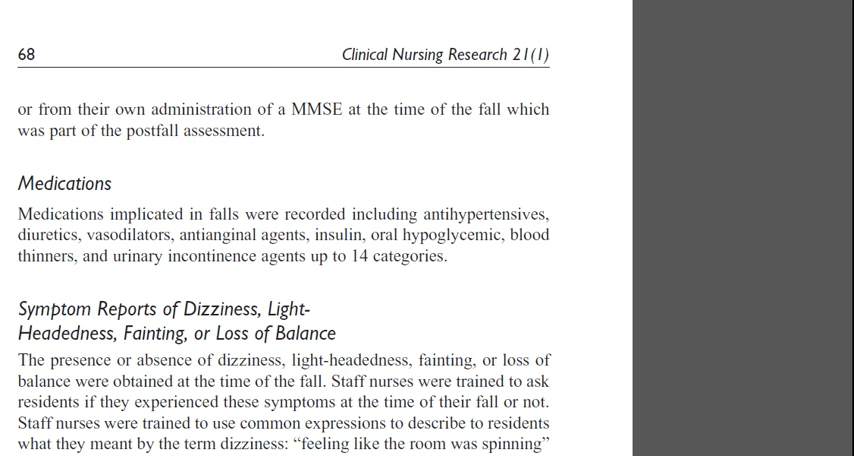 68
Clinical Nursing Research 21(1)
or from their own administration of a MMSE at the time of the fall which
was part of the postfall assessment.
Medications
Medications implicated in falls were recorded including antihypertensives,
diuretics, vasodilators, antianginal agents, insulin, oral hypoglycemic, blood
thinners, and urinary incontinence agents up to 14 categories.
Symptom Reports of Dizziness, Light-
Headedness, Fainting, or Loss of Balance
The presence or absence of dizziness, light-headedness, fainting, or loss of
balance were obtained at the time of the fall. Staff nurses were trained to ask
residents if they experienced these symptoms at the time of their fall or not.
Staff nurses were trained to use common expressions to describe to residents
what they meant by the term dizziness: “feeling like the room was spinning”